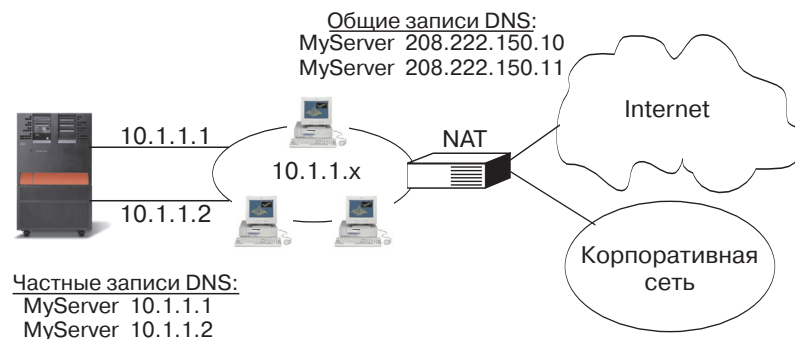 Общие записи DNS:
MyServer 208.222.150.10
MyServer 208.222.150.11
Internet
NAT
10.1.1.1
10.1.1.x
10.1.1.2
Корпоративная
сеть
Частные записи DNS:
MyServer 10.1.1.1
MyServer 10.1.1.2